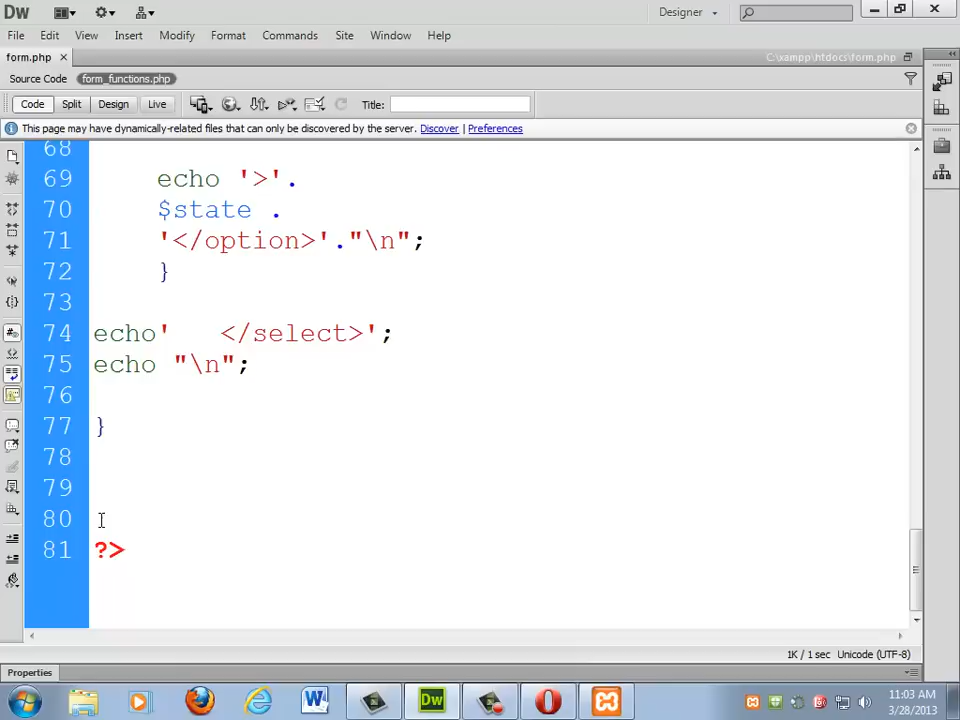 Dw
Designer
File Edit View Insert Modify Format Commands Site Window Help
form.php
C:\xampp\htdocs\form.php
Source Code form_functions.php
Code Split Design Live Title:
This page may have dynamically-related files that can only be discovered by the server. Discover | Preferences
68
69 echo '>'.
70 $state .
71 '</option>'."\n";
72 }
73
74 echo' </select>';
75 echo "\n";
76
77 }
78
79
80
81 ?>
1K / 1 sec Unicode (UTF-8)
Properties
W
Dw
11:03 AM
3/28/2013